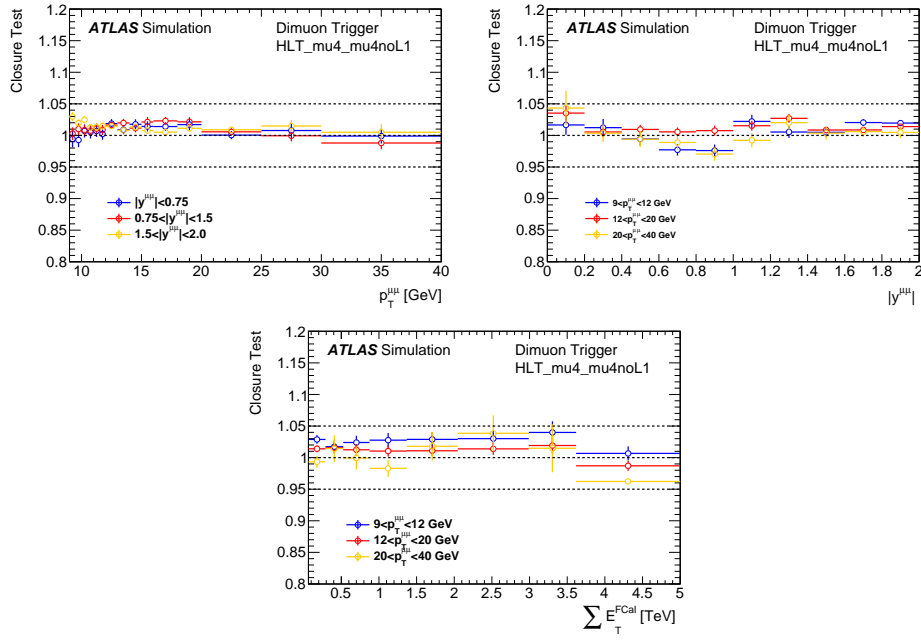 Closure Test
1.2
1.15
1.1
1.05
1
0.95
0.9
0.85
0.8
ATLAS Simulation
Dimuon Trigger
HLT_mu4_mu4noL1
|y^μμ|<0.75
0.75<|y^μμ|<1.5
1.5<|y^μμ|<2.0
10 15 20 25 30 35 40
p_T^μμ [GeV]
Closure Test
1.2
1.15
1.1
1.05
1
0.95
0.9
0.85
0.8
ATLAS Simulation
Dimuon Trigger
HLT_mu4_mu4noL1
9<p_T^μμ<12 GeV
12<p_T^μμ<20 GeV
20<p_T^μμ<40 GeV
0 0.2 0.4 0.6 0.8 1 1.2 1.4 1.6 1.8 2
|y^μμ|
Closure Test
1.2
1.15
1.1
1.05
1
0.95
0.9
0.85
0.8
ATLAS Simulation
Dimuon Trigger
HLT_mu4_mu4noL1
9<p_T^μμ<12 GeV
12<p_T^μμ<20 GeV
20<p_T^μμ<40 GeV
0.5 1 1.5 2 2.5 3 3.5 4 4.5 5
∑ E_T^FCal [TeV]